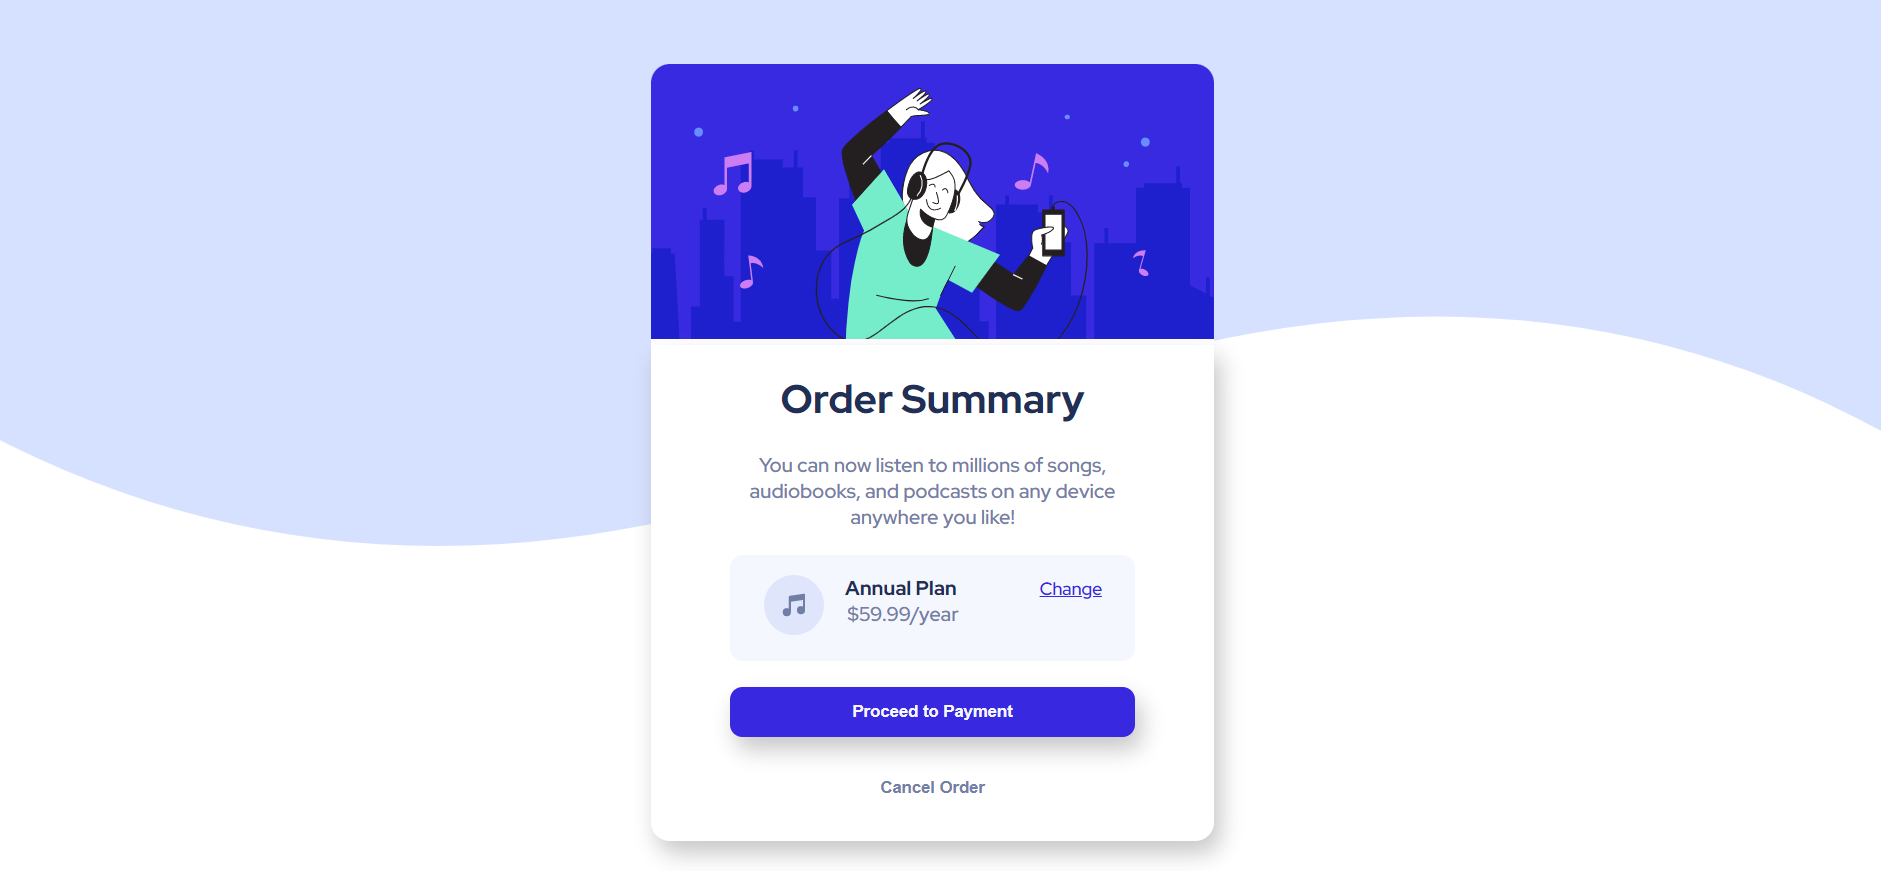 Order Summary
You can now listen to millions of songs,
audiobooks, and podcasts on any device
anywhere you like!
Annual Plan
Change
$59.99/year
Proceed to Payment
Cancel Order